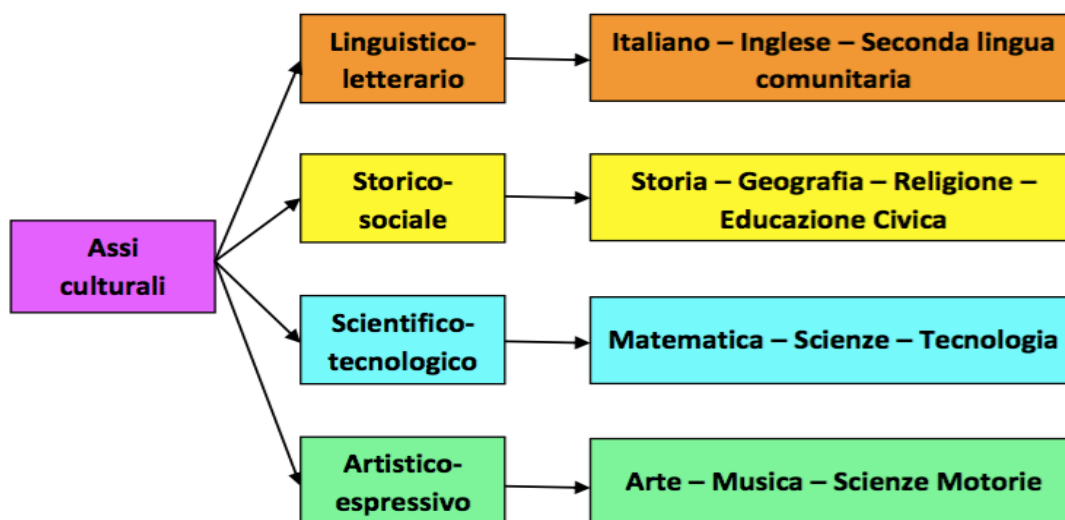 Assi
culturali
Linguistico-
letterario
Italiano – Inglese – Seconda lingua
comunitaria
Storico-
sociale
Storia – Geografia – Religione –
Educazione Civica
Scientifico-
tecnologico
Matematica – Scienze – Tecnologia
Artistico-
espressivo
Arte – Musica – Scienze Motorie